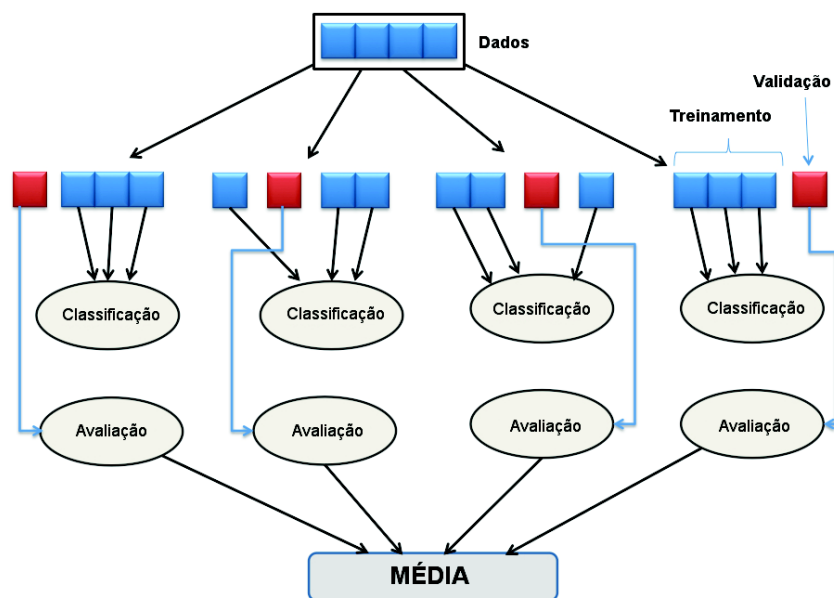 Dados
Validação
Treinamento
Classificação
Classificação
Classificação
Classificação
Avaliação
Avaliação
Avaliação
Avaliação
MÉDIA